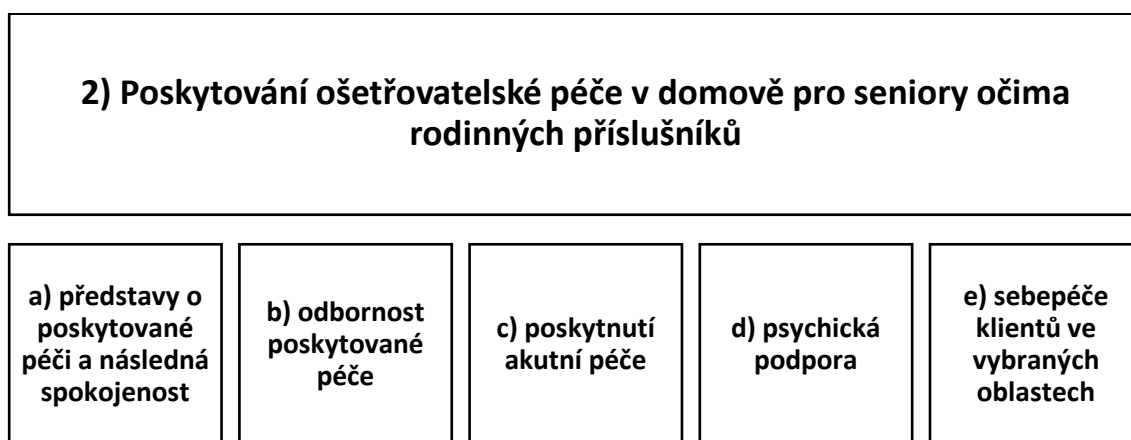 2) Poskytování ošetřovatelské péče v domově pro seniory očima
rodinných příslušníků
a) představy o
poskytované
péči a následná
spokojenost
b) odbornost
poskytované
péče
c) poskytnutí
akutní péče
d) psychická
podpora
e) sebepéče
klientů ve
vybraných
oblastech